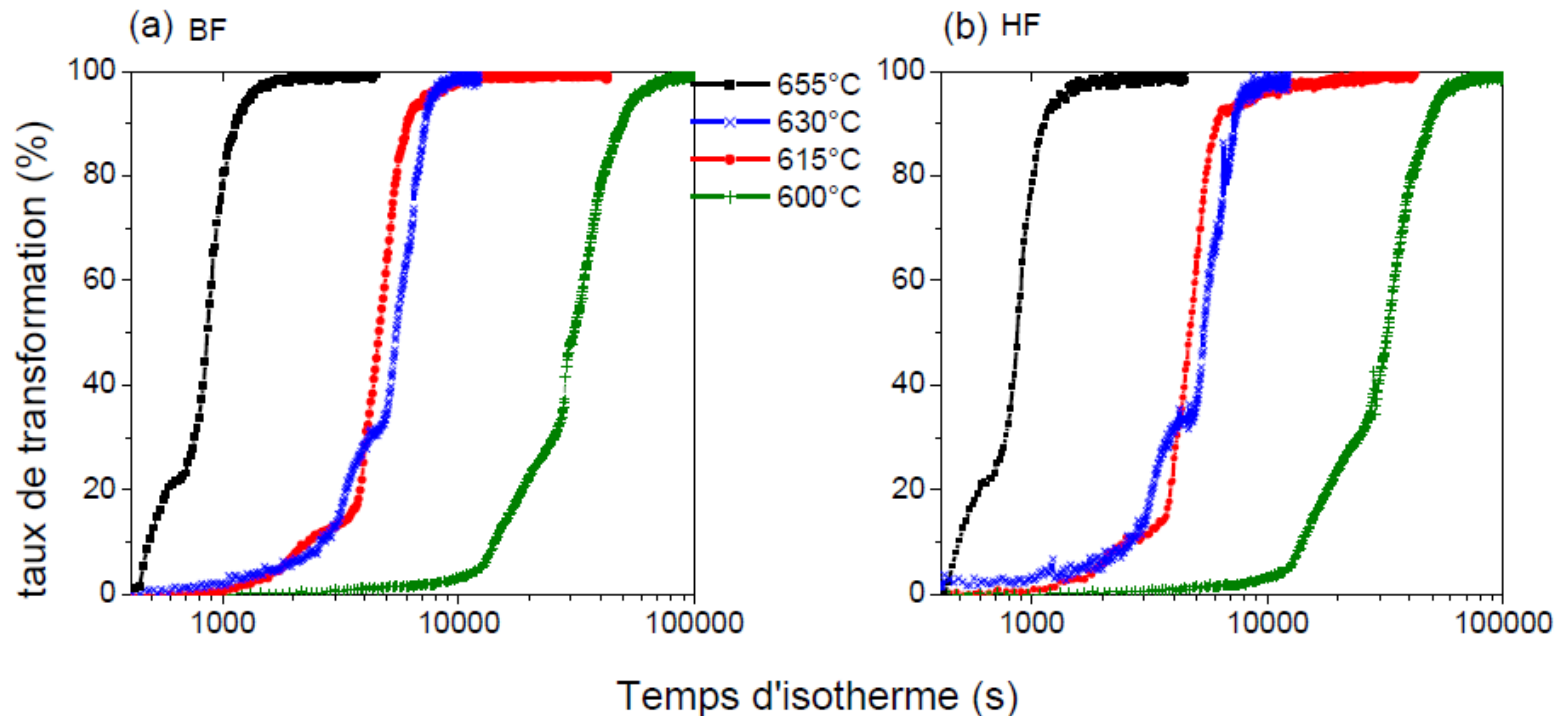 (a) BF
(b) HF
taux de transformation (%)
100
80
60
40
20
0
1000
10000
100000
655°C
630°C
615°C
600°C
100
80
60
40
20
0
1000
10000
100000
Temps d'isotherme (s)